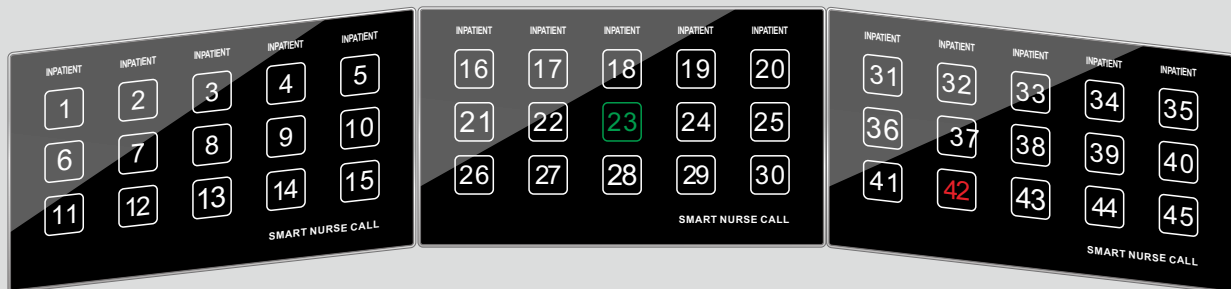 INPATIENT INPATIENT INPATIENT INPATIENT INPATIENT
1 2 3 4 5
6 7 8 9 10
11 12 13 14 15
SMART NURSE CALL
INPATIENT INPATIENT INPATIENT INPATIENT INPATIENT
16 17 18 19 20
21 22 23 24 25
26 27 28 29 30
SMART NURSE CALL
INPATIENT INPATIENT INPATIENT INPATIENT INPATIENT
31 32 33 34 35
36 37 38 39 40
41 42 43 44 45
SMART NURSE CALL